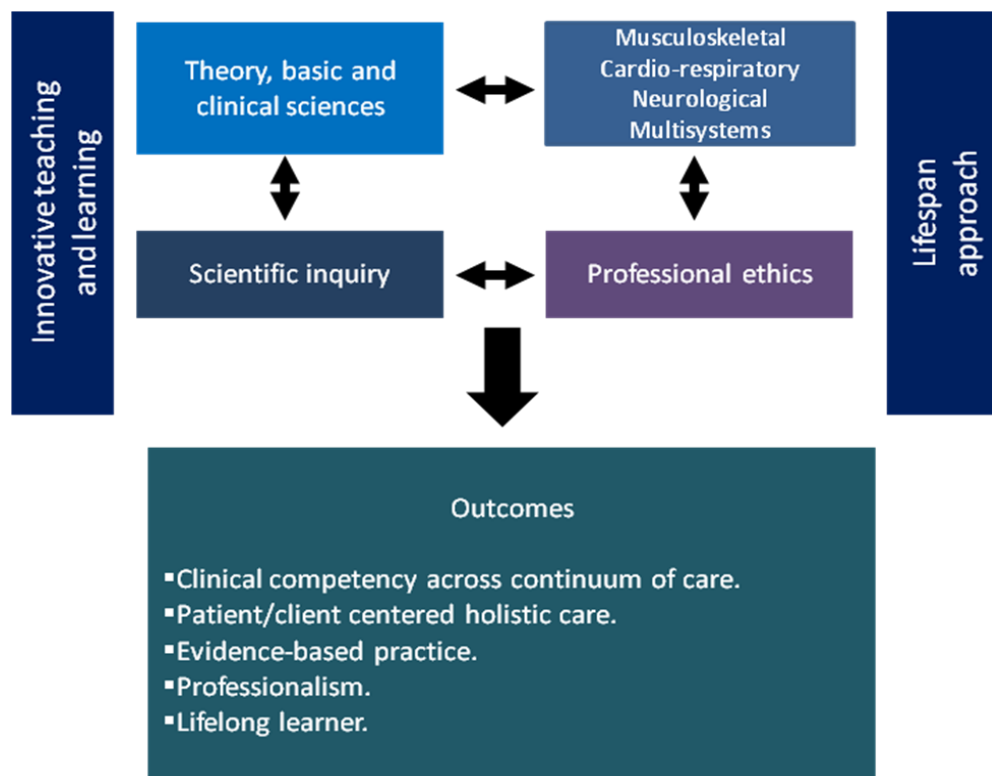 Innovative teaching
and learning
Theory, basic and
clinical sciences
Musculoskeletal
Cardio-respiratory
Neurological
Multisystems
Scientific inquiry
Professional ethics
Lifespan
approach
Outcomes
▪Clinical competency across continuum of care.
▪Patient/client centered holistic care.
▪Evidence-based practice.
▪Professionalism.
▪Lifelong learner.